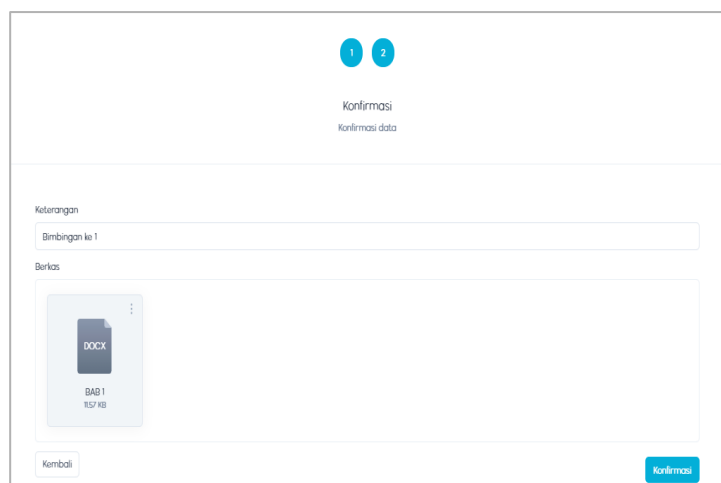 1 2
Konfirmasi
Konfirmasi data
Keterangan
Bimbingan ke 1
Berkas
DOCX
BAB 1
11.57 KB
Kembali
Konfirmasi